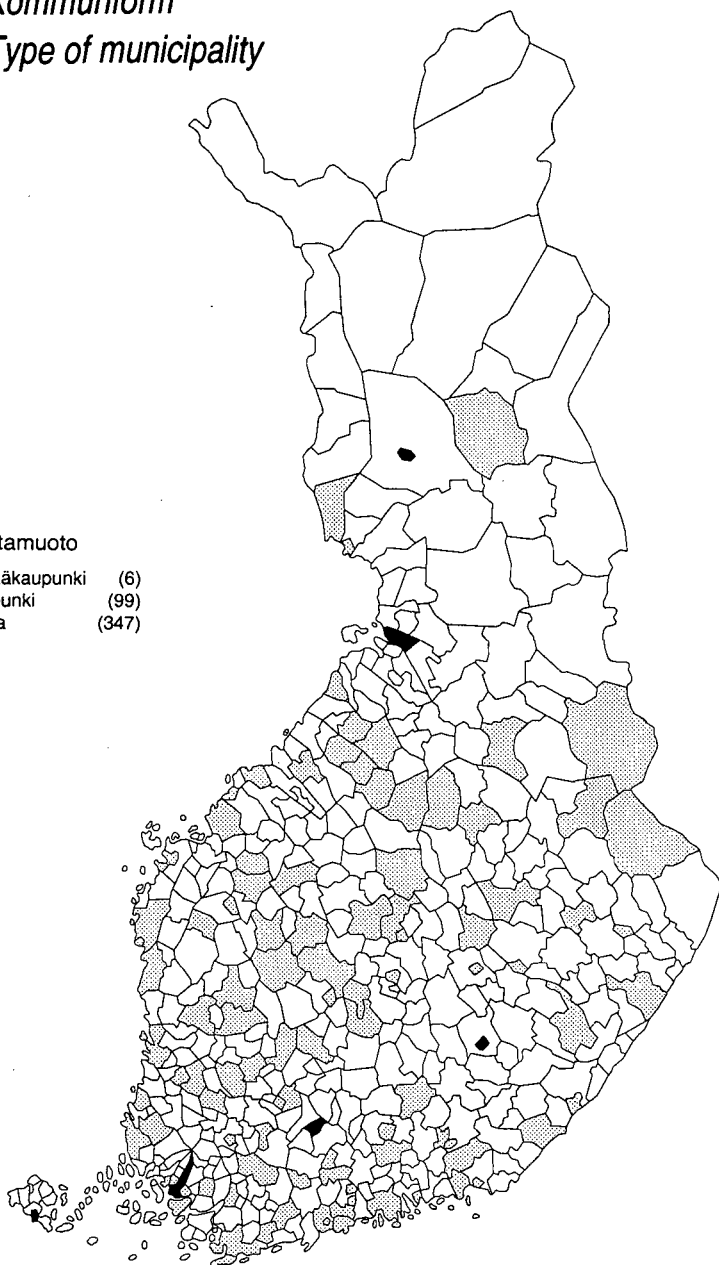 Kommunform
Type of municipality
tamuoto
äkaupunki (6)
unki (99)
a (347)